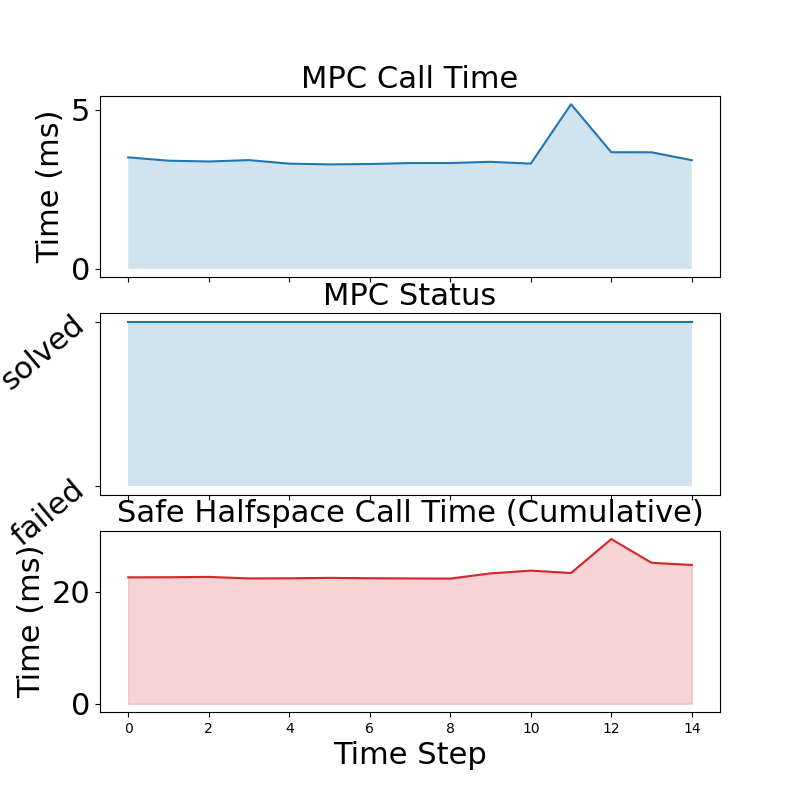 MPC Call Time
Time (ms)
5
0
MPC Status
solved
failed
Safe Halfspace Call Time (Cumulative)
Time (ms)
20
0
0 2 4 6 8 10 12 14
Time Step